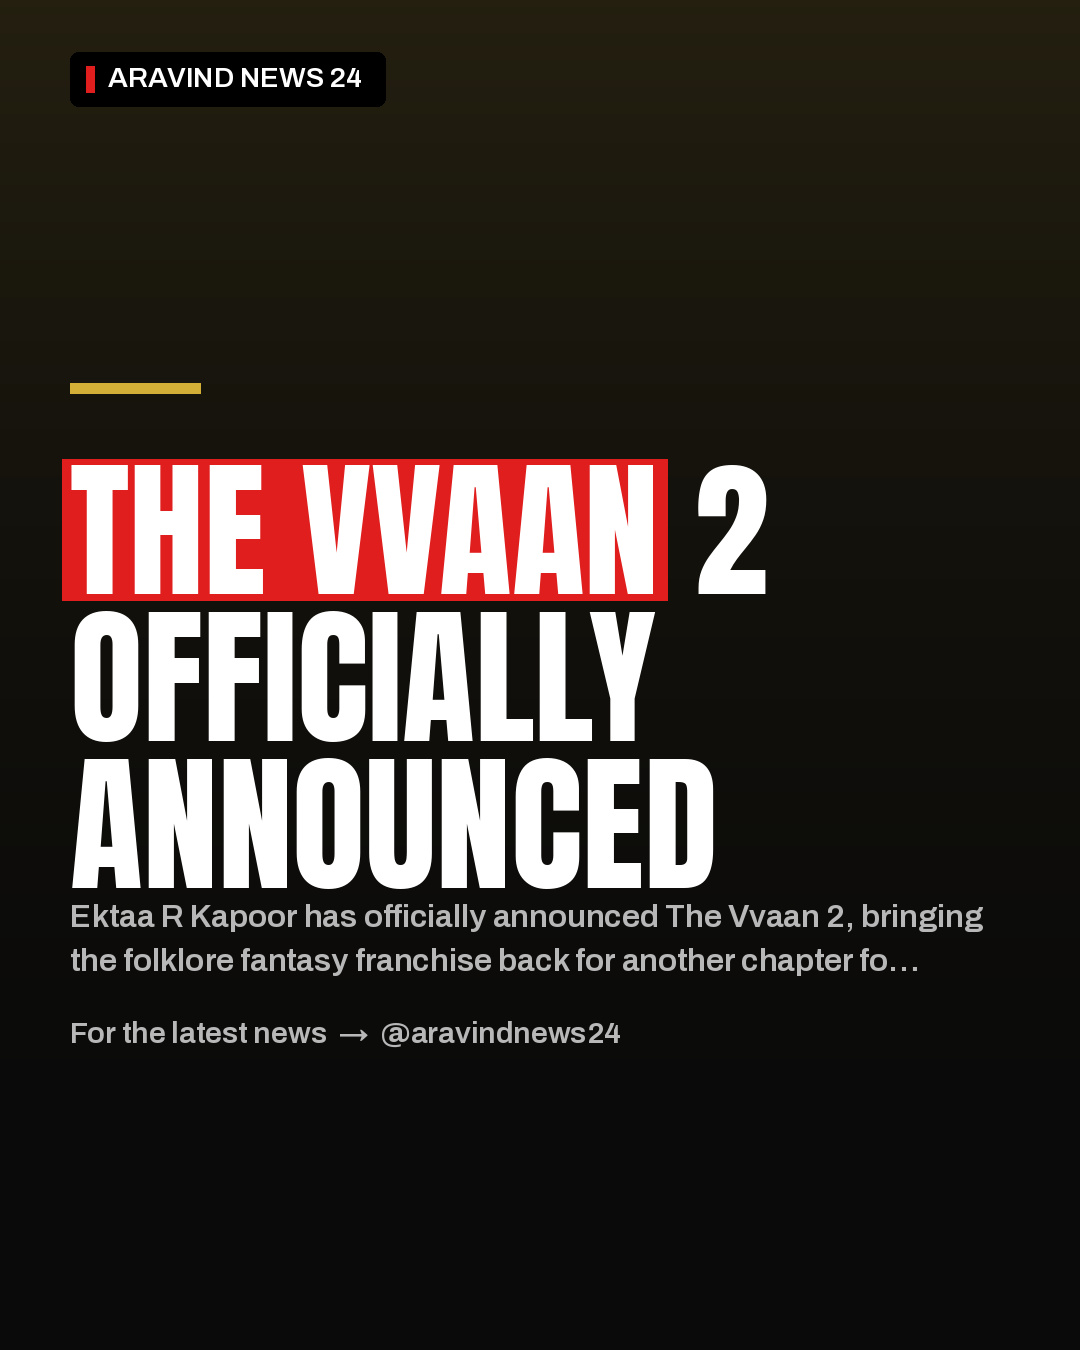 ARAVIND NEWS 24
THE VVAAN 2
OFFICIALLY
ANNOUNCED
Ektaa R Kapoor has officially announced The Vvaan 2, bringing
the folklore fantasy franchise back for another chapter fo...
For the latest news → @aravindnews24